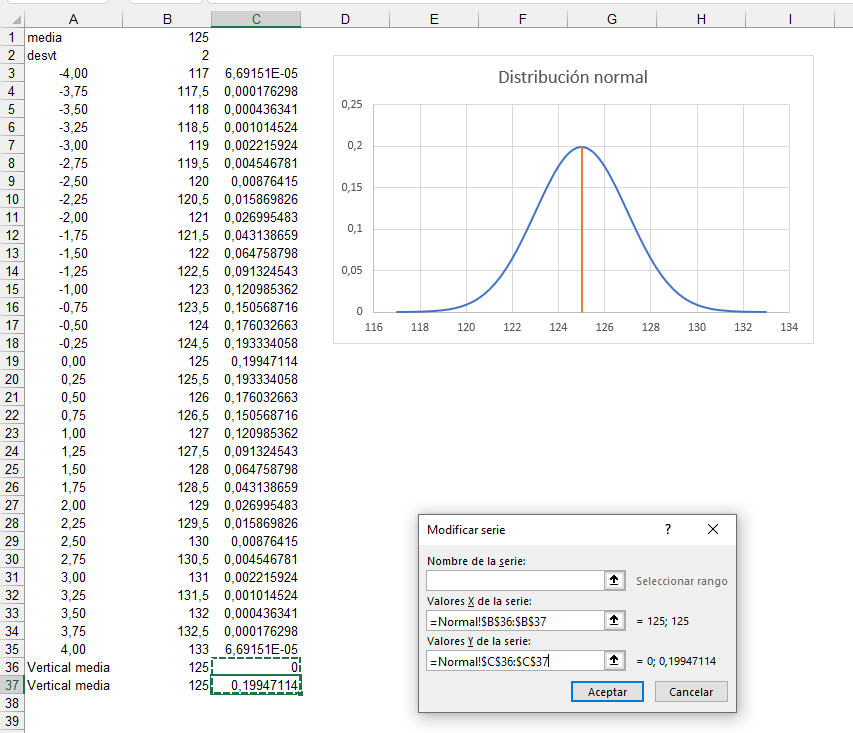 A B C D E F G H I
1 media 125
2 desvt 2
3 -4,00 117 6,69151E-05
4 -3,75 117,5 0,000176298
5 -3,50 118 0,000436341
6 -3,25 118,5 0,001014524
7 -3,00 119 0,002215924
8 -2,75 119,5 0,004546781
9 -2,50 120 0,00876415
10 -2,25 120,5 0,015869826
11 -2,00 121 0,026995483
12 -1,75 121,5 0,043138659
13 -1,50 122 0,064758798
14 -1,25 122,5 0,091324543
15 -1,00 123 0,120985362
16 -0,75 123,5 0,150568716
17 -0,50 124 0,176032663
18 -0,25 124,5 0,193334058
19 0,00 125 0,19947114
20 0,25 125,5 0,193334058
21 0,50 126 0,176032663
22 0,75 126,5 0,150568716
23 1,00 127 0,120985362
24 1,25 127,5 0,091324543
25 1,50 128 0,064758798
26 1,75 128,5 0,043138659
27 2,00 129 0,026995483
28 2,25 129,5 0,015869826
29 2,50 130 0,00876415
30 2,75 130,5 0,004546781
31 3,00 131 0,002215924
32 3,25 131,5 0,001014524
33 3,50 132 0,000436341
34 3,75 132,5 0,000176298
35 4,00 133 6,69151E-05
36 Vertical media 125 0
37 Vertical media 125 0,19947114
38
39
Distribución normal
0,25
0,2
0,15
0,1
0,05
0
116 118 120 122 124 126 128 130 132 134
Modificar serie ?
Nombre de la serie:
Seleccionar rango
Valores X de la serie:
=Normal!$B$36:$B$37 = 125; 125
Valores Y de la serie:
=Normal!$C$36:$C$37 = 0; 0,19947114
Aceptar Cancelar